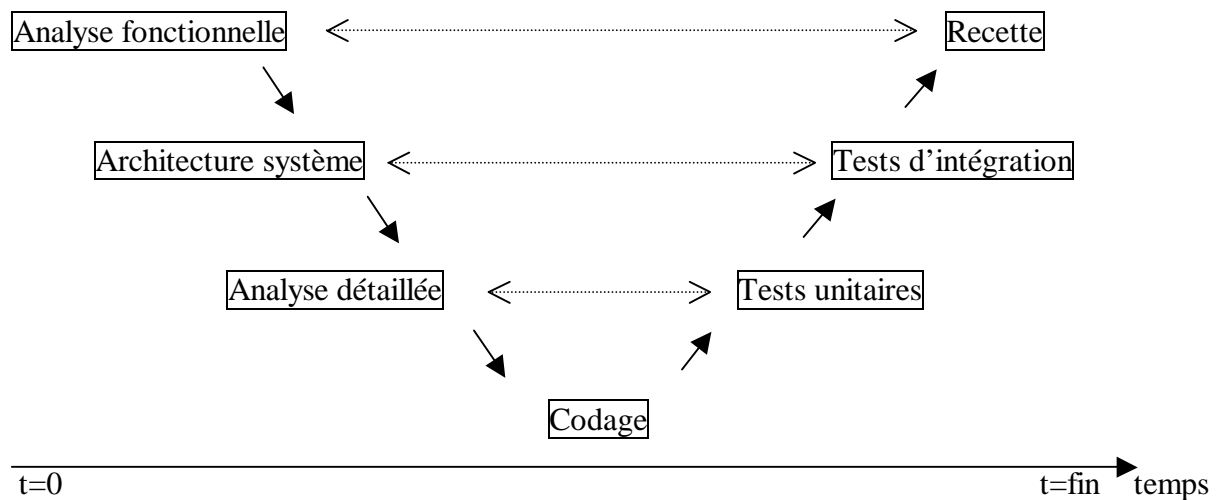 Analyse fonctionnelle
Recette
Architecture système
Tests d'intégration
Analyse détaillée
Tests unitaires
Codage
t=0
t=fin
temps